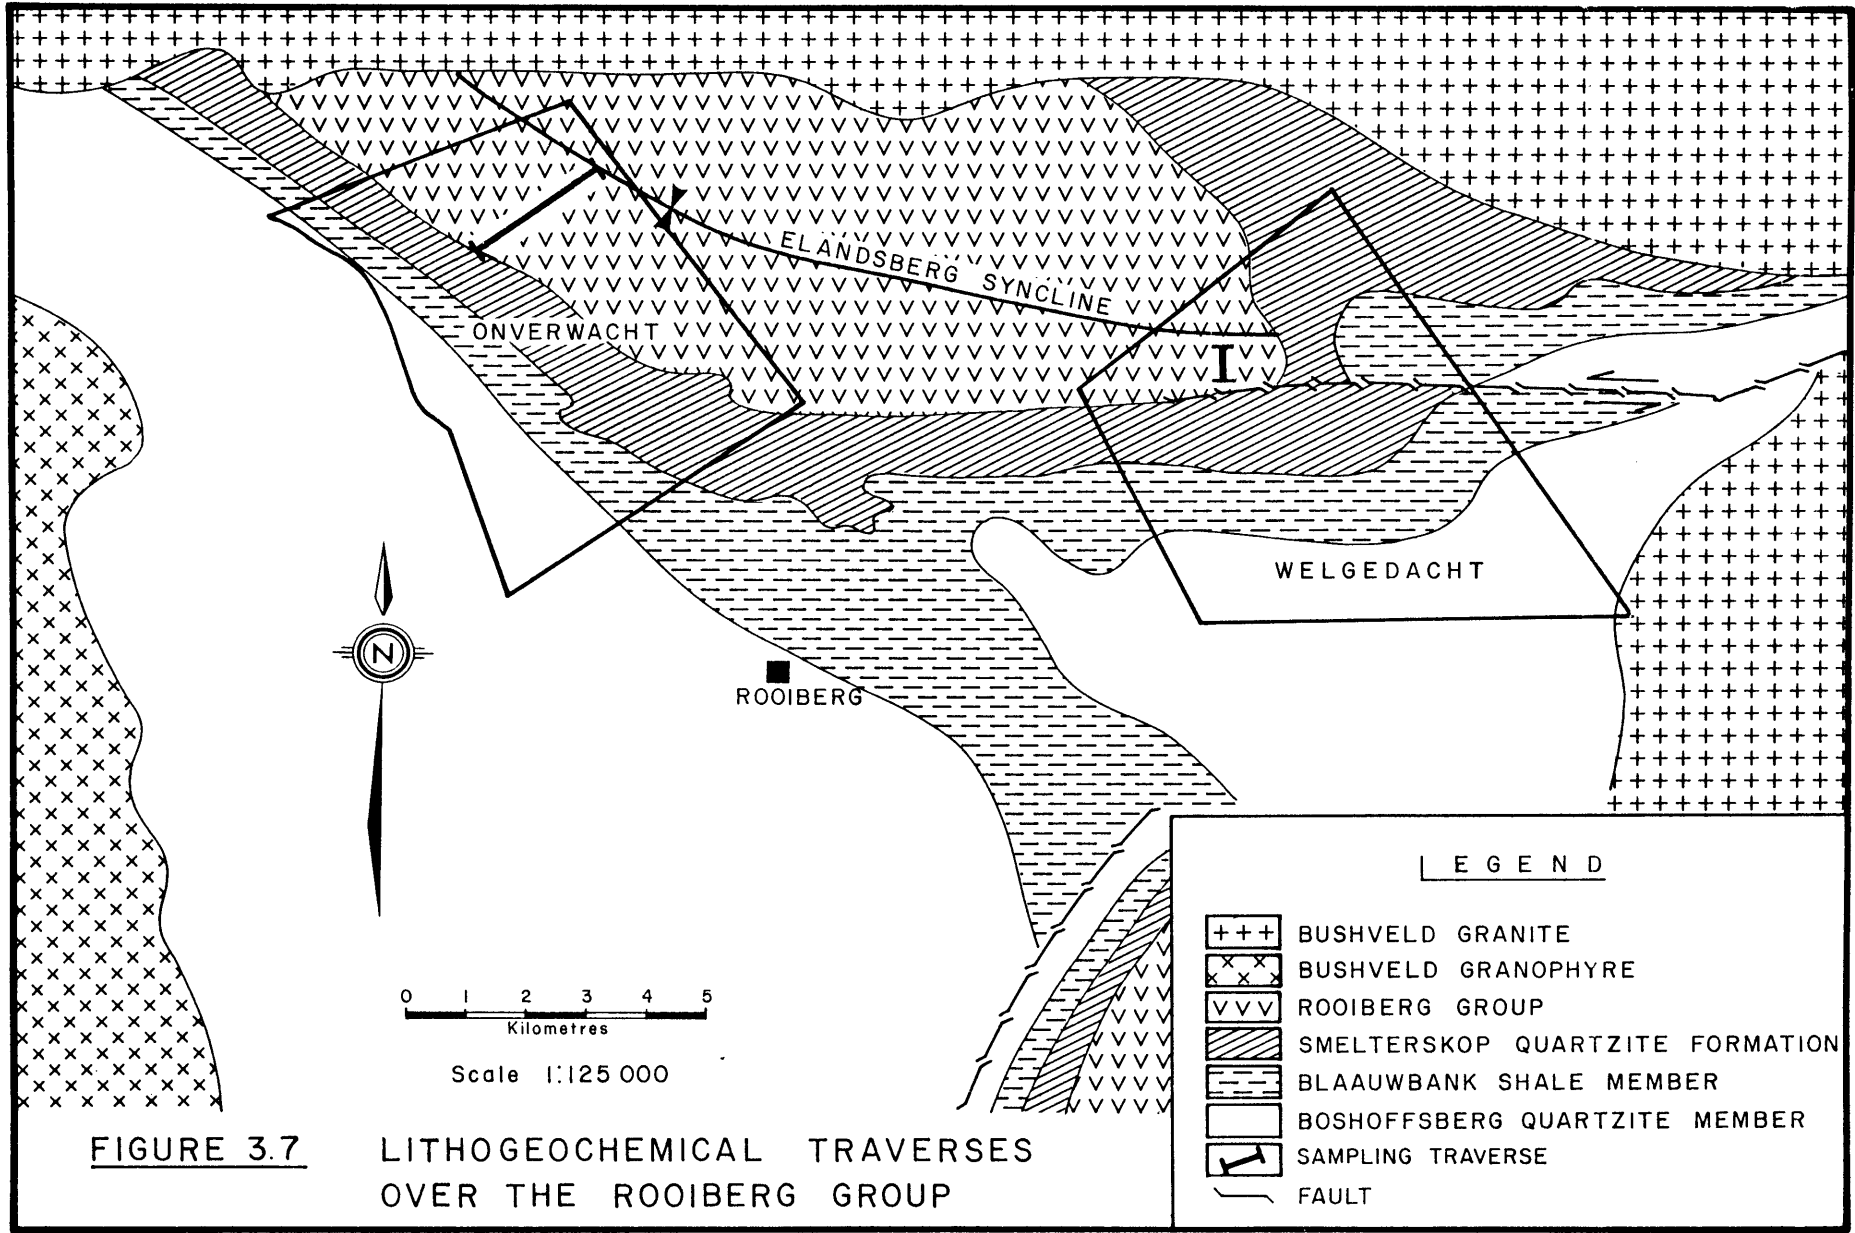 ELANDSBERG SYNCLINE
ONVERWACHT
WELGEDACHT
N
ROOIBERG
0 1 2 3 4 5
Kilometres
Scale 1:125 000
LEGEND
BUSHVELD GRANITE
BUSHVELD GRANOPHYRE
ROOIBERG GROUP
SMELTERSKOP QUARTZITE FORMATION
BLAAUWBANK SHALE MEMBER
BOSHOFFSBERG QUARTZITE MEMBER
SAMPLING TRAVERSE
FAULT
FIGURE 3.7 LITHOGEOCHEMICAL TRAVERSES
OVER THE ROOIBERG GROUP